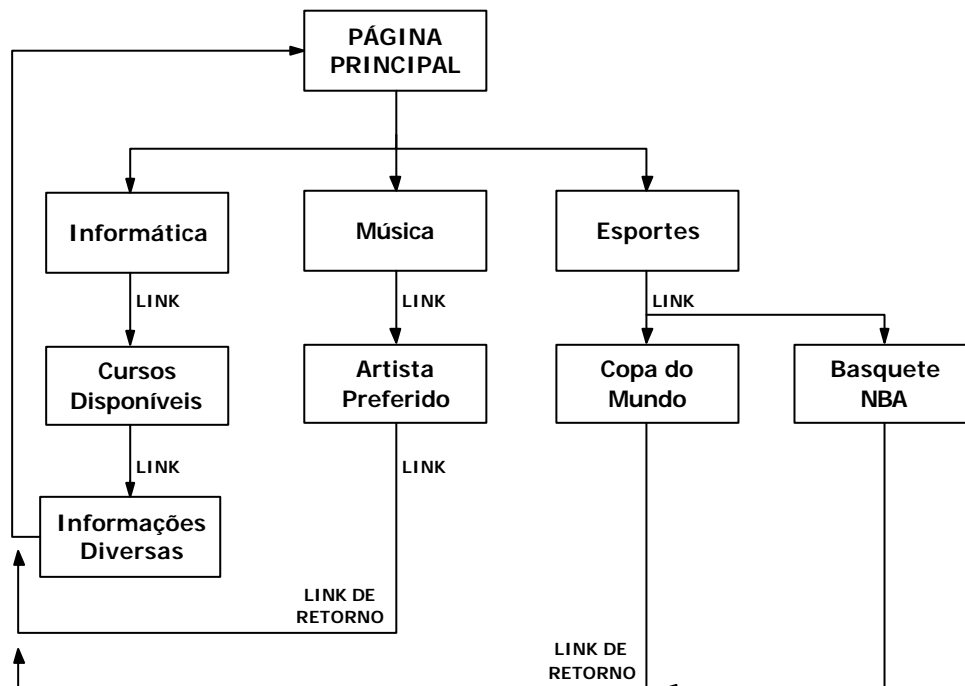 PÁGINA
PRINCIPAL
Informática
Música
Esportes
LINK
LINK
LINK
Cursos
Disponíveis
Artista
Preferido
Copa do
Mundo
Basquete
NBA
LINK
LINK
Informações
Diversas
LINK DE
RETORNO
LINK DE
RETORNO